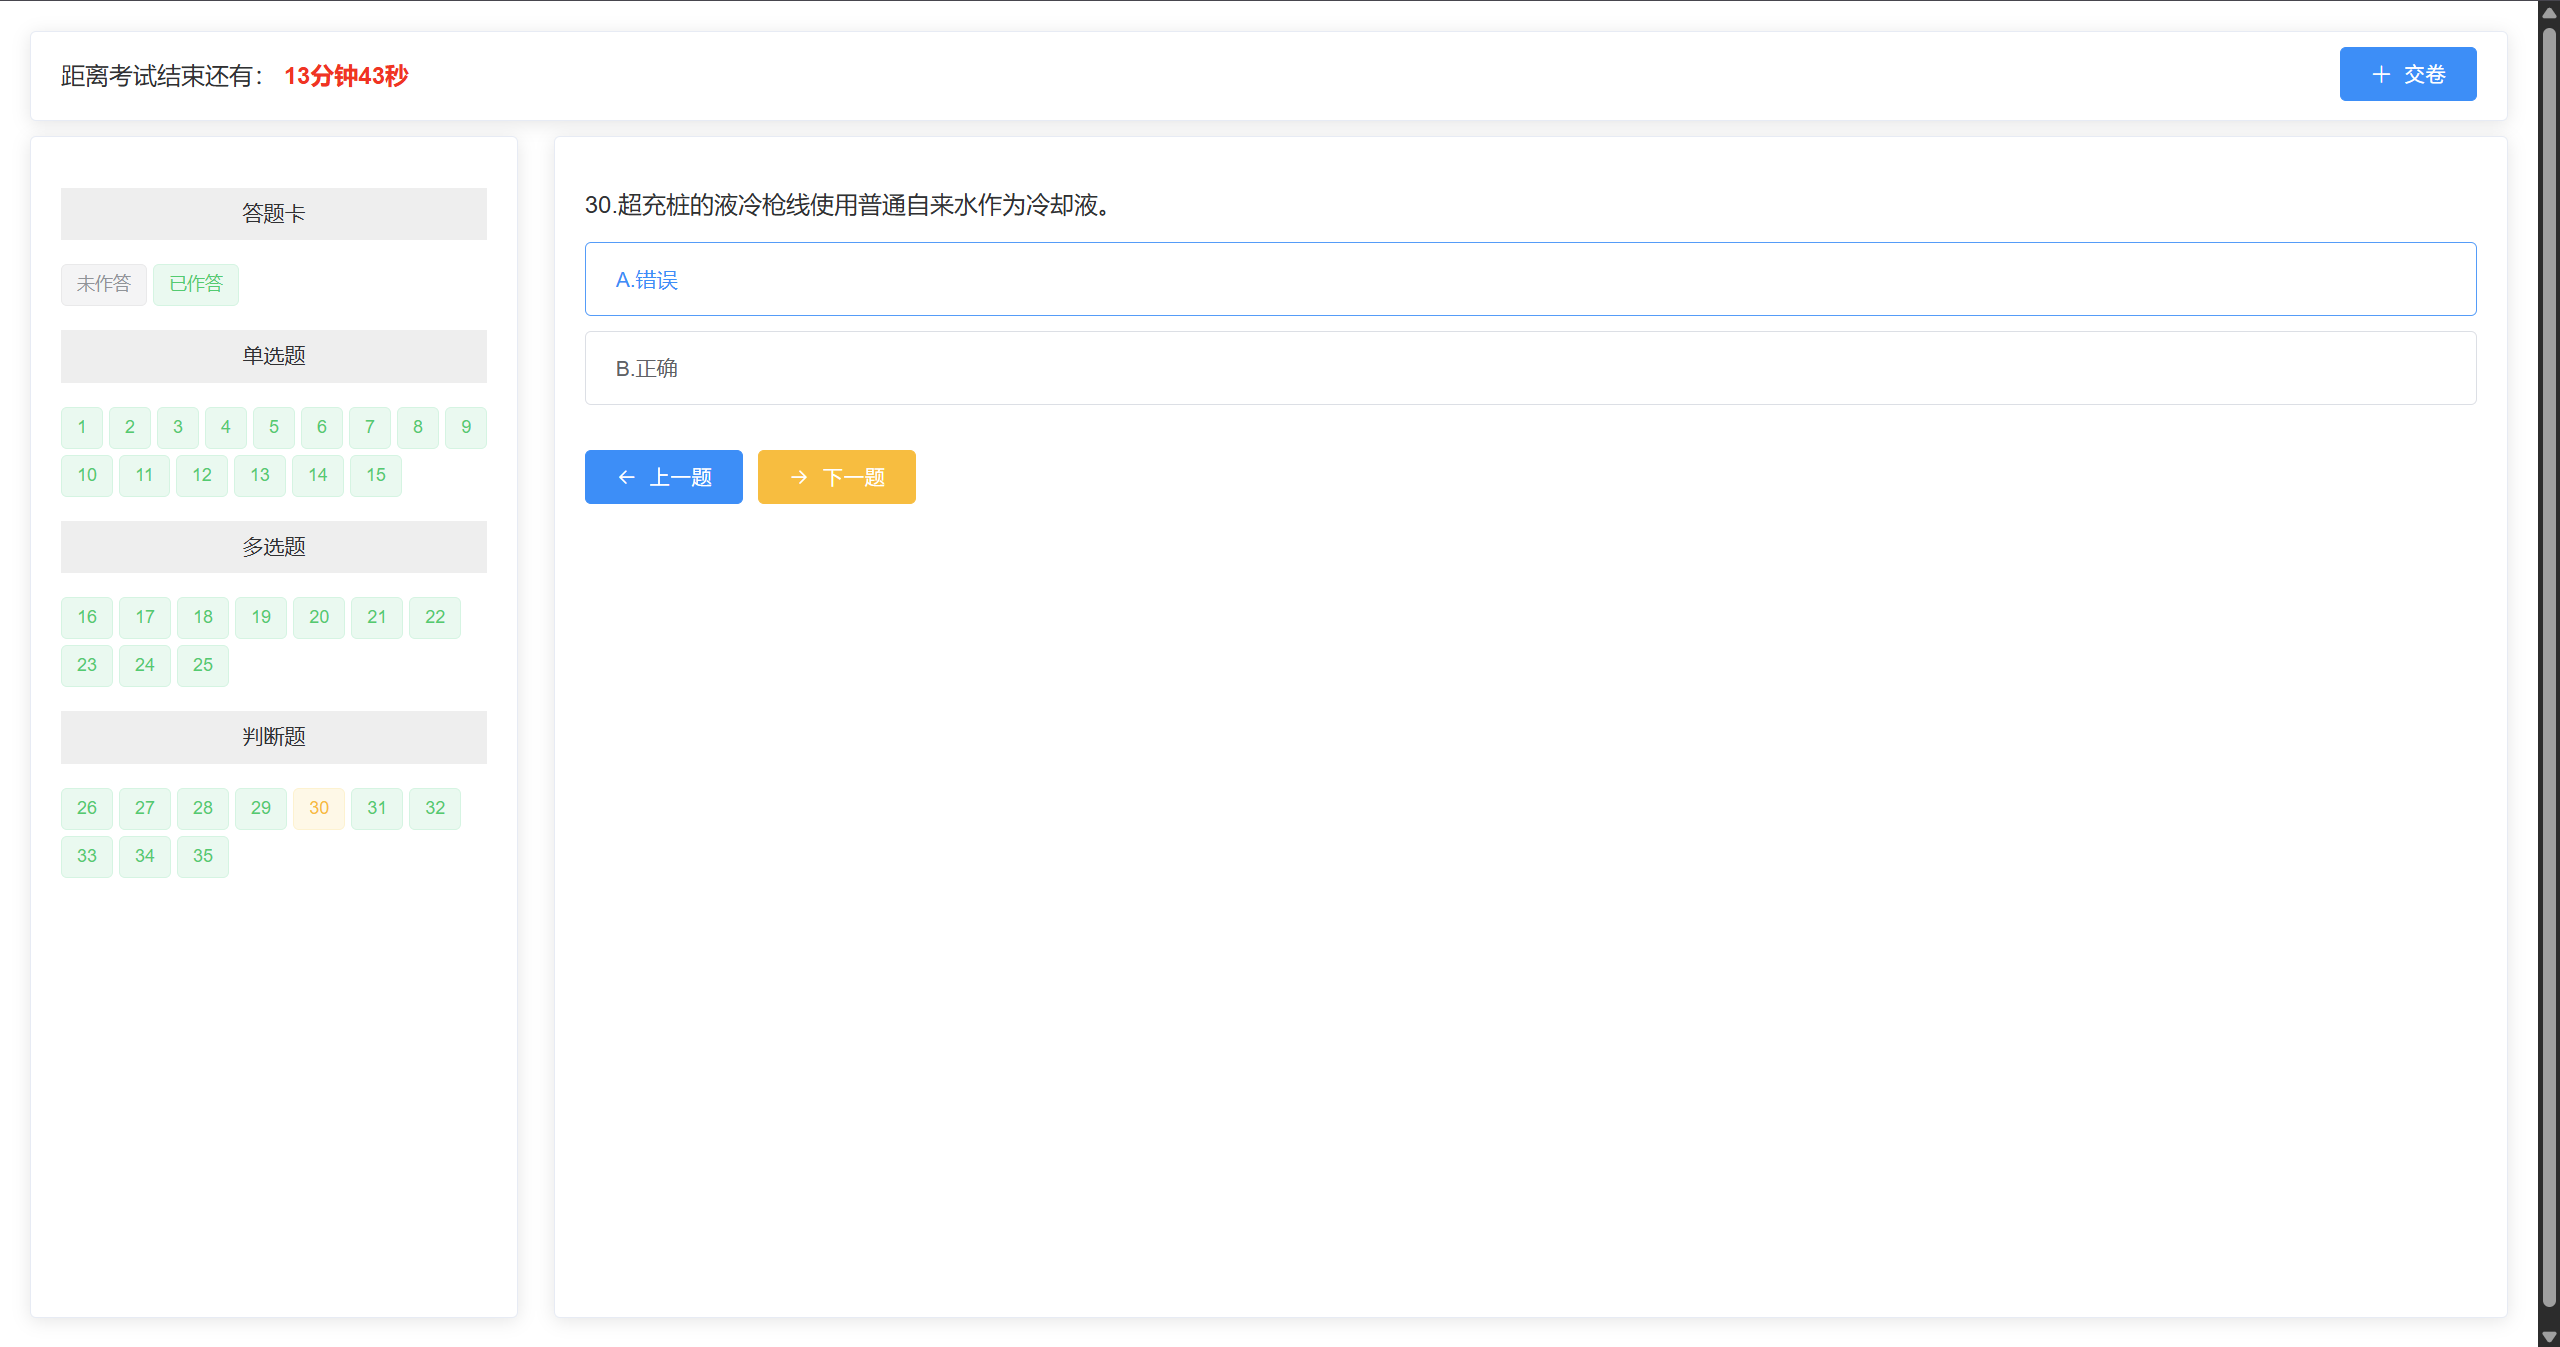 距离考试结束还有： 13分钟43秒
交卷
答题卡
未作答 已作答
单选题
1 2 3 4 5 6 7 8 9
10 11 12 13 14 15
多选题
16 17 18 19 20 21 22
23 24 25
判断题
26 27 28 29 30 31 32
33 34 35
30.超充桩的液冷枪线使用普通自来水作为冷却液。
A.错误
B.正确
上一题 下一题